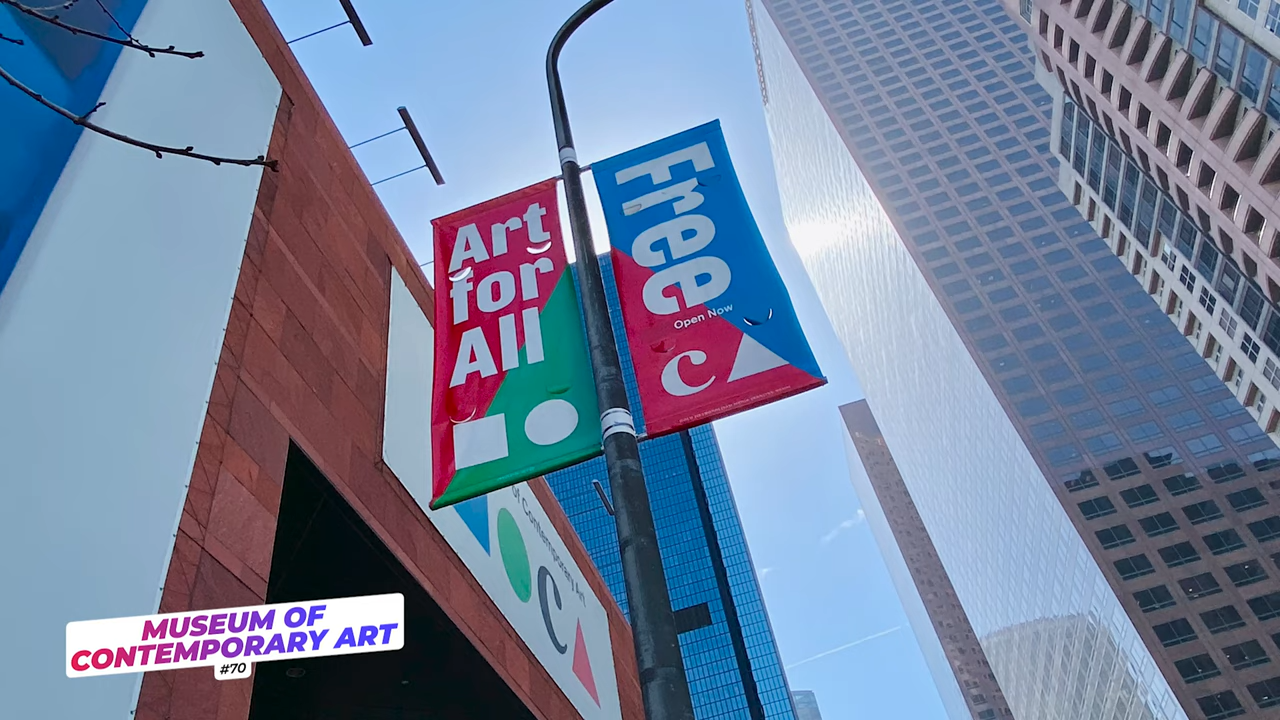 Art
for
All
Free
Open Now
c
of Contemporary Art
C
MUSEUM OF
CONTEMPORARY ART
#70